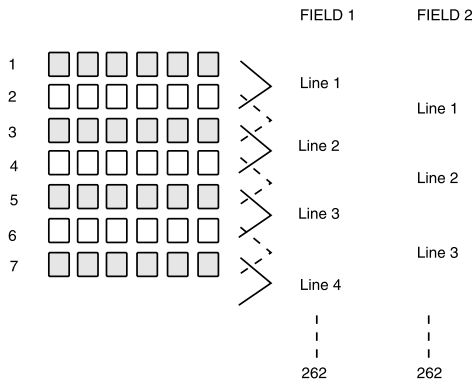 FIELD 1 FIELD 2
1
Line 1
2
Line 1
3
Line 2
4
Line 2
5
Line 3
6
Line 3
7
Line 4
262 262